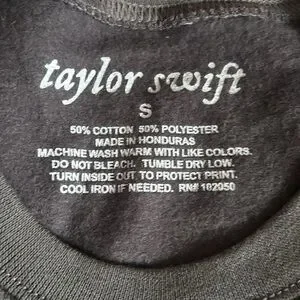 taylor swift
S
50% COTTON 50% POLYESTER
MADE IN HONDURAS
MACHINE WASH WARM WITH LIKE COLORS.
DO NOT BLEACH. TUMBLE DRY LOW.
TURN INSIDE OUT TO PROTECT PRINT.
COOL IRON IF NEEDED. RN# 102050